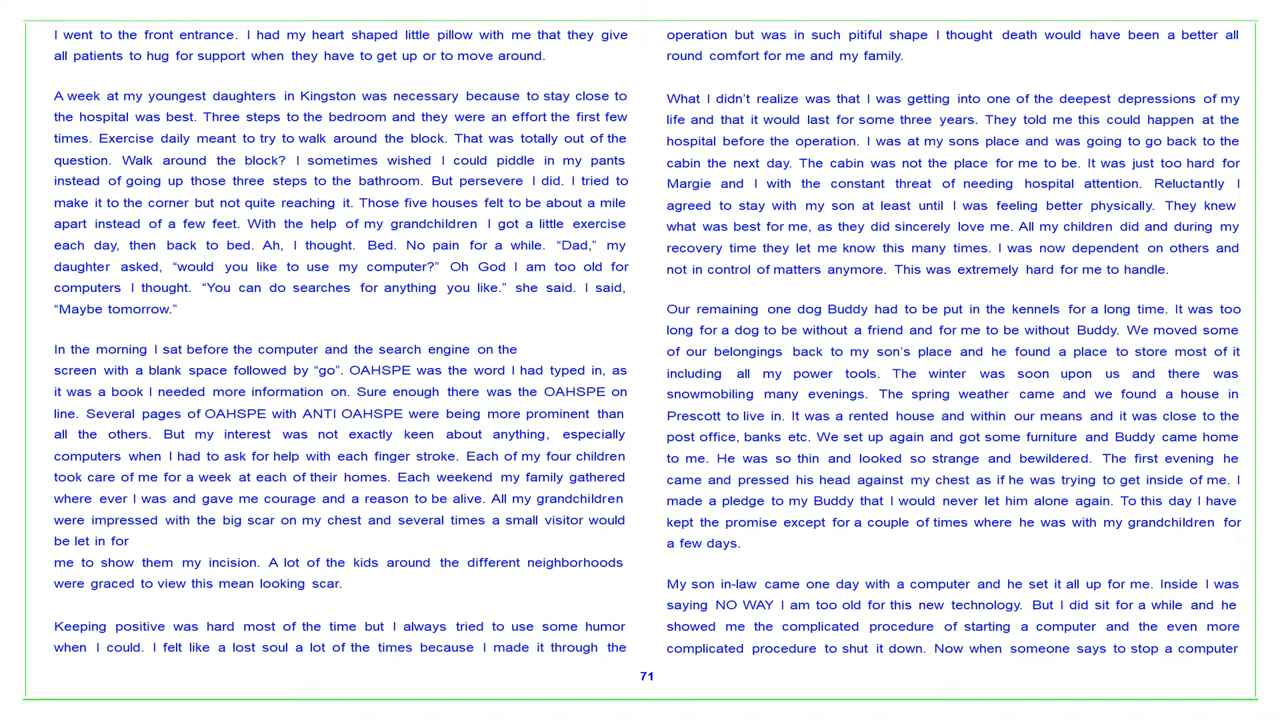 I went to the front entrance. I had my heart shaped little pillow with me that they give
all patients to hug for support when they have to get up or to move around.
A week at my youngest daughters in Kingston was necessary because to stay close to
the hospital was best. Three steps to the bedroom and they were an effort the first few
times. Exercise daily meant to try to walk around the block. That was totally out of the
question. Walk around the block? I sometimes wished I could piddle in my pants
instead of going up those three steps to the bathroom. But persevere I did. I tried to
make it to the corner but not quite reaching it. Those five houses felt to be about a mile
apart instead of a few feet. With the help of my grandchildren I got a little exercise
each day, then back to bed. Ah, I thought. Bed. No pain for a while. “Dad,” my
daughter asked, “would you like to use my computer?” Oh God I am too old for
computers I thought. “You can do searches for anything you like.” she said. I said,
“Maybe tomorrow.”
In the morning I sat before the computer and the search engine on the
screen with a blank space followed by “go”. OAHSPE was the word I had typed in, as
it was a book I needed more information on. Sure enough there was the OAHSPE on
line. Several pages of OAHSPE with ANTI OAHSPE were being more prominent than
all the others. But my interest was not exactly keen about anything, especially
computers when I had to ask for help with each finger stroke. Each of my four children
took care of me for a week at each of their homes. Each weekend my family gathered
where ever I was and gave me courage and a reason to be alive. All my grandchildren
were impressed with the big scar on my chest and several times a small visitor would
be let in for
me to show them my incision. A lot of the kids around the different neighborhoods
were graced to view this mean looking scar.
Keeping positive was hard most of the time but I always tried to use some humor
when I could. I felt like a lost soul a lot of the times because I made it through the
operation but was in such pitiful shape I thought death would have been a better all
round comfort for me and my family.
What I didn’t realize was that I was getting into one of the deepest depressions of my
life and that it would last for some three years. They told me this could happen at the
hospital before the operation. I was at my sons place and was going to go back to the
cabin the next day. The cabin was not the place for me to be. It was just too hard for
Margie and I with the constant threat of needing hospital attention. Reluctantly I
agreed to stay with my son at least until I was feeling better physically. They knew
what was best for me, as they did sincerely love me. All my children did and during my
recovery time they let me know this many times. I was now dependent on others and
not in control of matters anymore. This was extremely hard for me to handle.
Our remaining one dog Buddy had to be put in the kennels for a long time. It was too
long for a dog to be without a friend and for me to be without Buddy. We moved some
of our belongings back to my son’s place and he found a place to store most of it
including all my power tools. The winter was soon upon us and there was
snowmobiling many evenings. The spring weather came and we found a house in
Prescott to live in. It was a rented house and within our means and it was close to the
post office, banks etc. We set up again and got some furniture and Buddy came home
to me. He was so thin and looked so strange and bewildered. The first evening he
came and pressed his head against my chest as if he was trying to get inside of me. I
made a pledge to my Buddy that I would never let him alone again. To this day I have
kept the promise except for a couple of times where he was with my grandchildren for
a few days.
My son in-law came one day with a computer and he set it all up for me. Inside I was
saying NO WAY I am too old for this new technology. But I did sit for a while and he
showed me the complicated procedure of starting a computer and the even more
complicated procedure to shut it down. Now when someone says to stop a computer
71